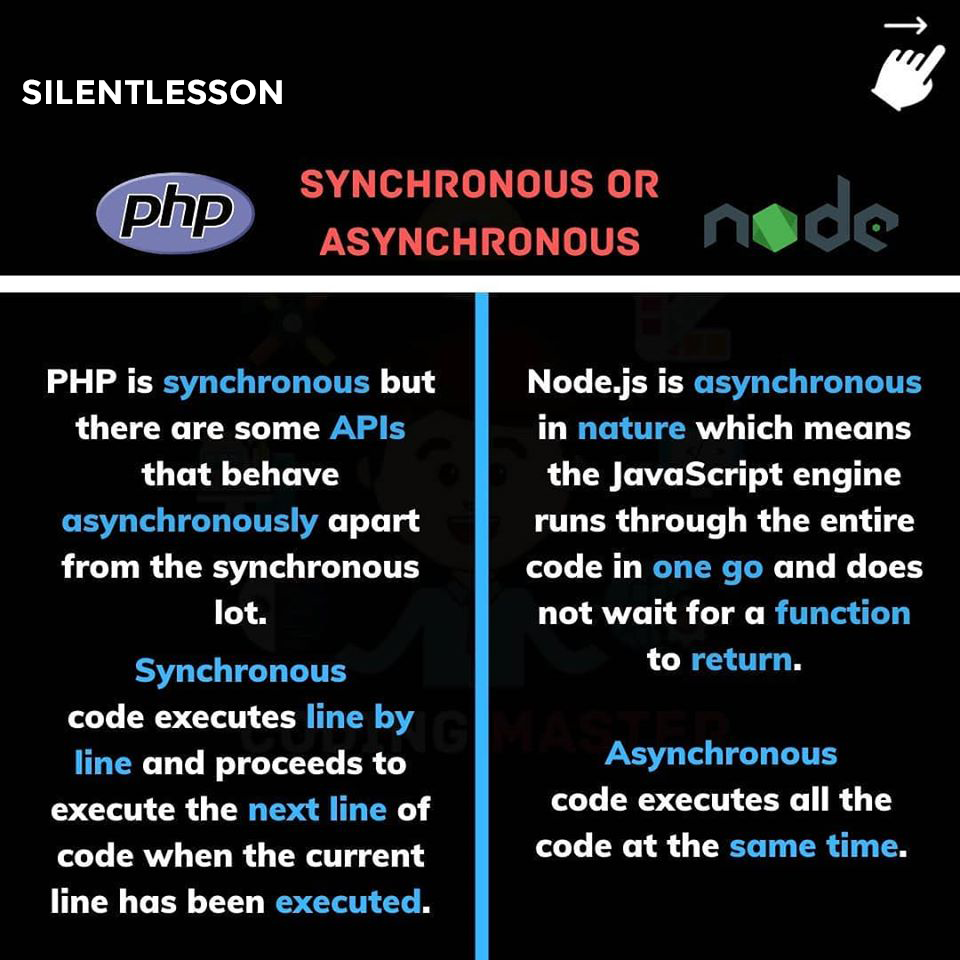 SILENTLESSON
php
SYNCHRONOUS OR
ASYNCHRONOUS
node
PHP is synchronous but
there are some APIs
that behave
asynchronously apart
from the synchronous
lot.
Synchronous
code executes line by
line and proceeds to
execute the next line of
code when the current
line has been executed.
Node.js is asynchronous
in nature which means
the JavaScript engine
runs through the entire
code in one go and does
not wait for a function
to return.
Asynchronous
code executes all the
code at the same time.
CODING MASTER